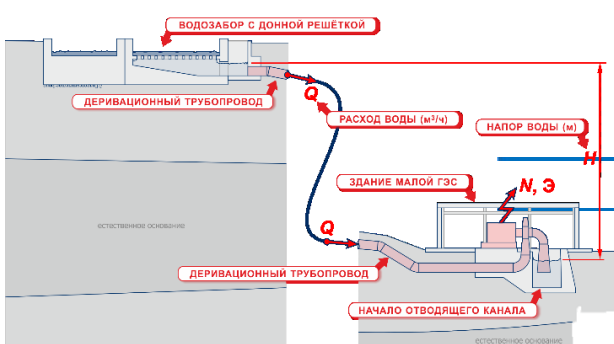 ВОДОЗАБОР С ДОННОЙ РЕШЁТКОЙ
ДЕРИВАЦИОННЫЙ ТРУБОПРОВОД
Q
РАСХОД ВОДЫ (м³/ч)
НАПОР ВОДЫ (м)
H
ЗДАНИЕ МАЛОЙ ГЭС
N, Э
естественное основание
Q
ДЕРИВАЦИОННЫЙ ТРУБОПРОВОД
НАЧАЛО ОТВОДЯЩЕГО КАНАЛА
естественное основание